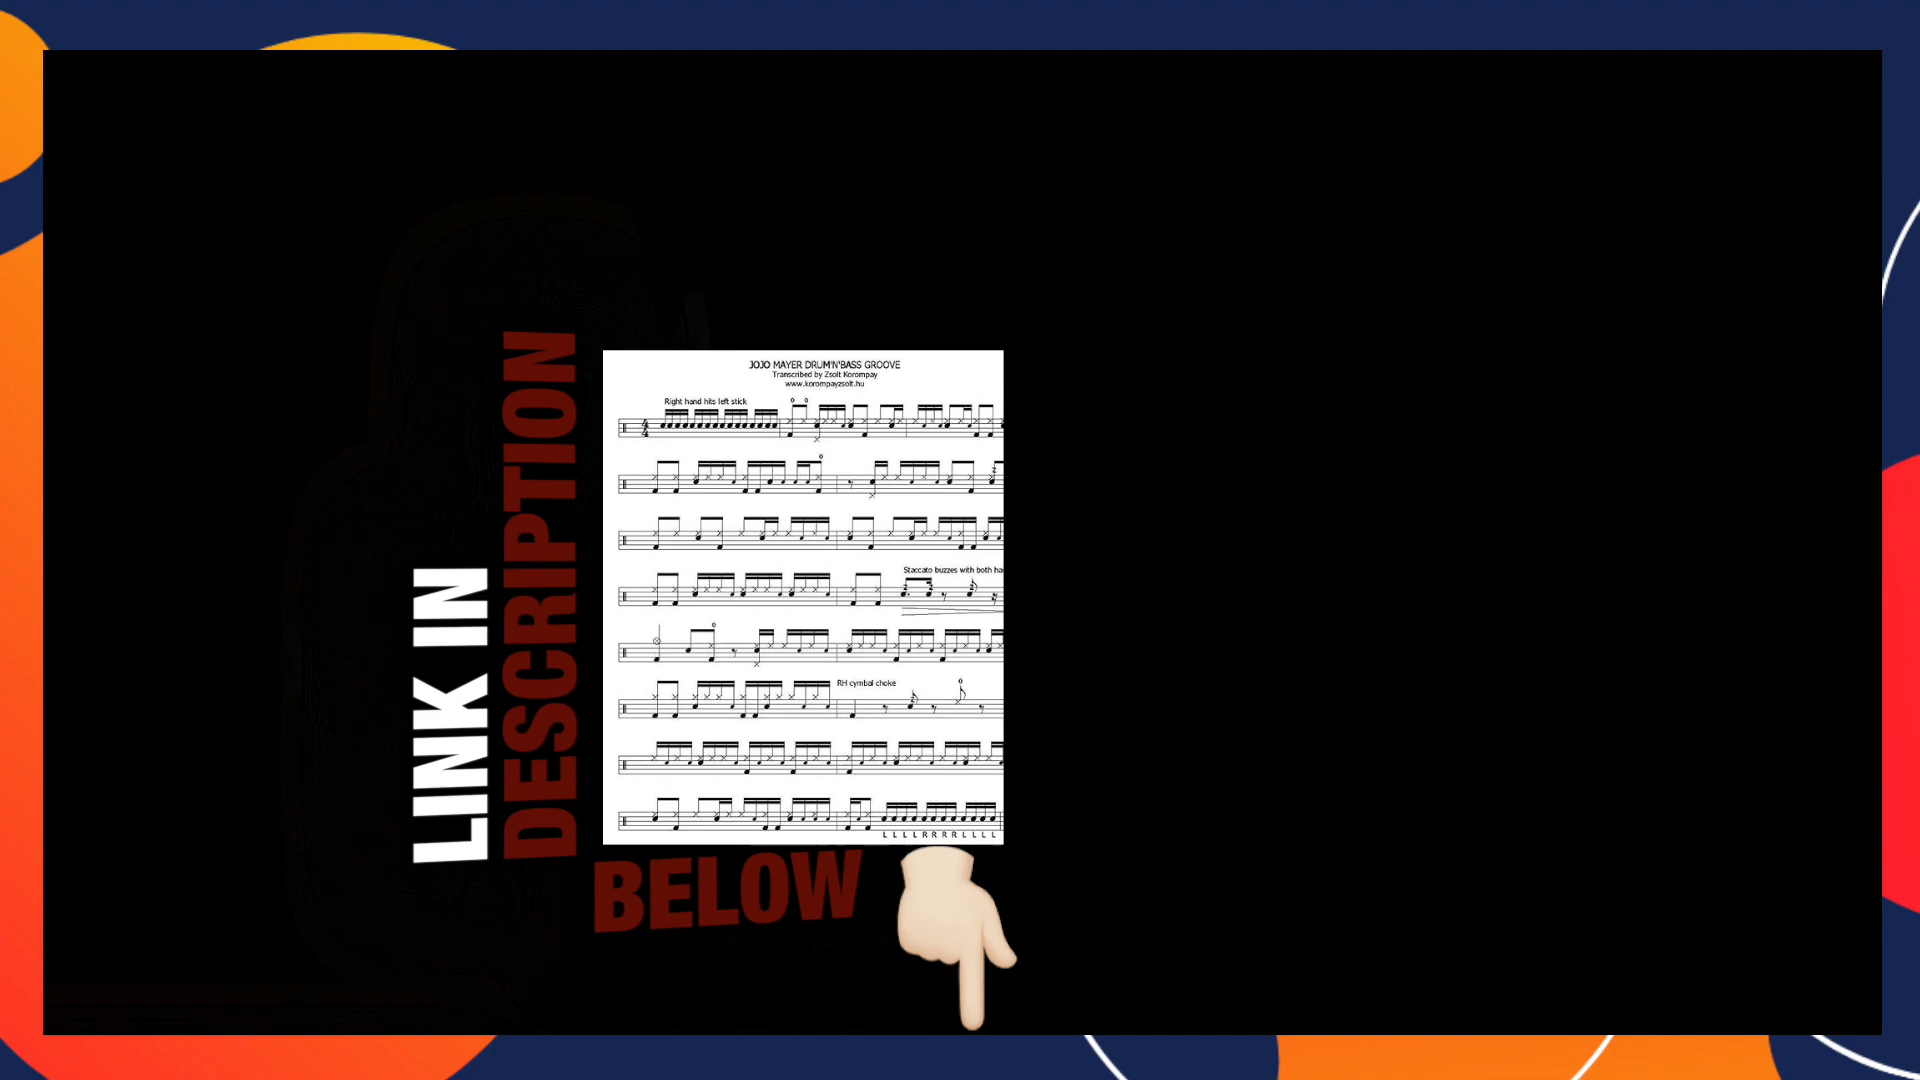 LINK IN
DESCRIPTION
BELOW
JOJO MAYER DRUM'N'BASS GROOVE
Transcribed by Zsolt Korompay
www.korompayzsolt.hu
Right hand hits left stick
Staccato buzzes with both ha
RH cymbal choke
L L L L R R R R L L L L